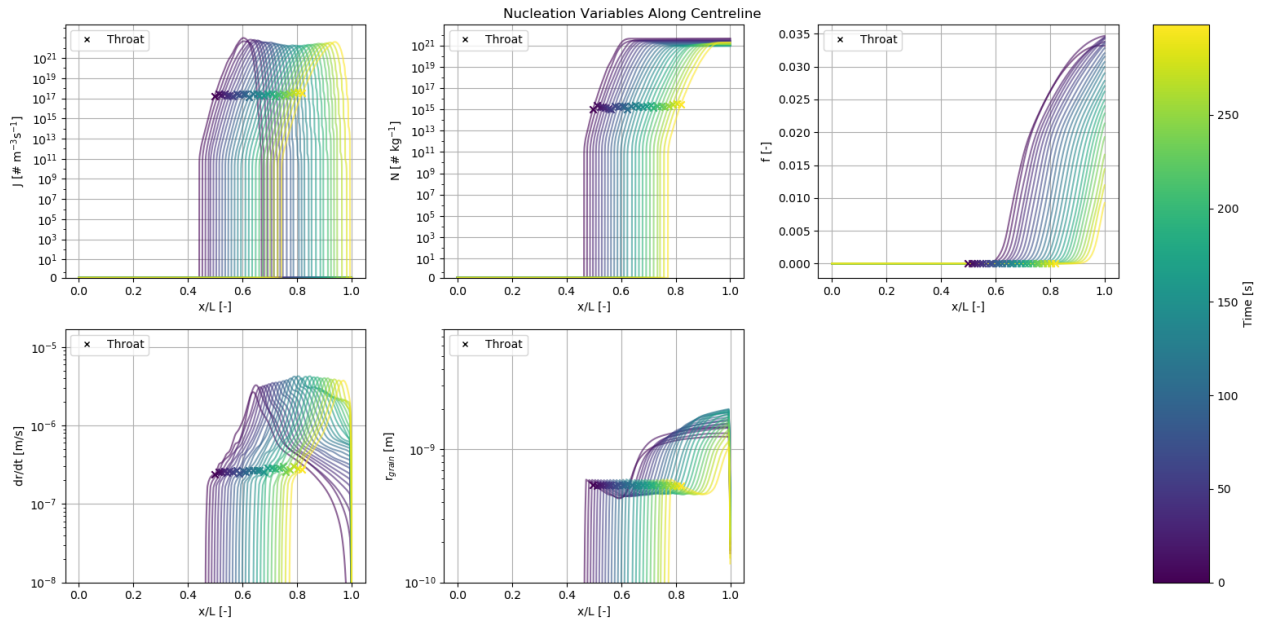 Nucleation Variables Along Centreline
Throat
J [# m⁻³s⁻¹]
10²¹
10¹⁹
10¹⁷
10¹⁵
10¹³
10¹¹
10⁹
10⁷
10⁵
10³
10¹
0
0.0 0.2 0.4 0.6 0.8 1.0
x/L [-]
Throat
N [# kg⁻¹]
10²¹
10¹⁹
10¹⁷
10¹⁵
10¹³
10¹¹
10⁹
10⁷
10⁵
10³
10¹
0
0.0 0.2 0.4 0.6 0.8 1.0
x/L [-]
Throat
f [-]
0.035
0.030
0.025
0.020
0.015
0.010
0.005
0.000
0.0 0.2 0.4 0.6 0.8 1.0
x/L [-]
Throat
dr/dt [m/s]
10⁻⁵
10⁻⁶
10⁻⁷
10⁻⁸
0.0 0.2 0.4 0.6 0.8 1.0
x/L [-]
Throat
r_grain [m]
10⁻⁹
10⁻¹⁰
0.0 0.2 0.4 0.6 0.8 1.0
x/L [-]
Time [s]
250
200
150
100
50
0